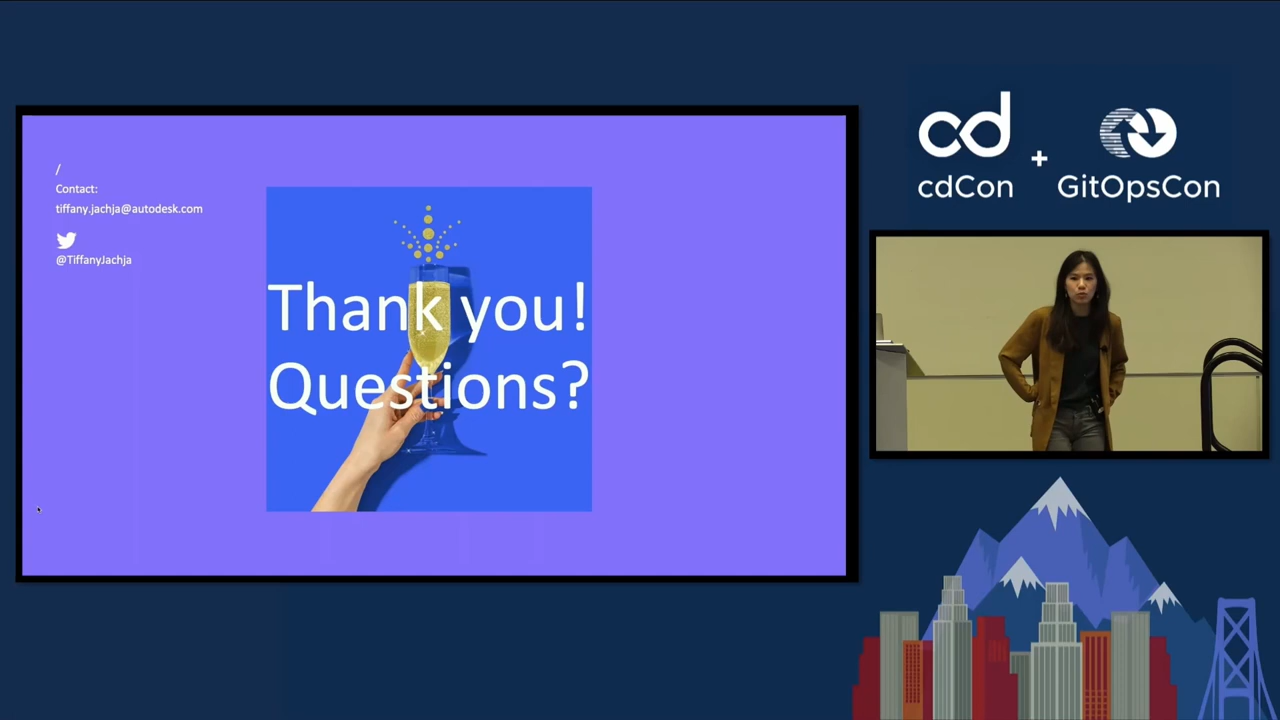 /
Contact:
tiffany.jachja@autodesk.com
@TiffanyJachja
Thank you!
Questions?
cd
+
cdCon
GitOpsCon